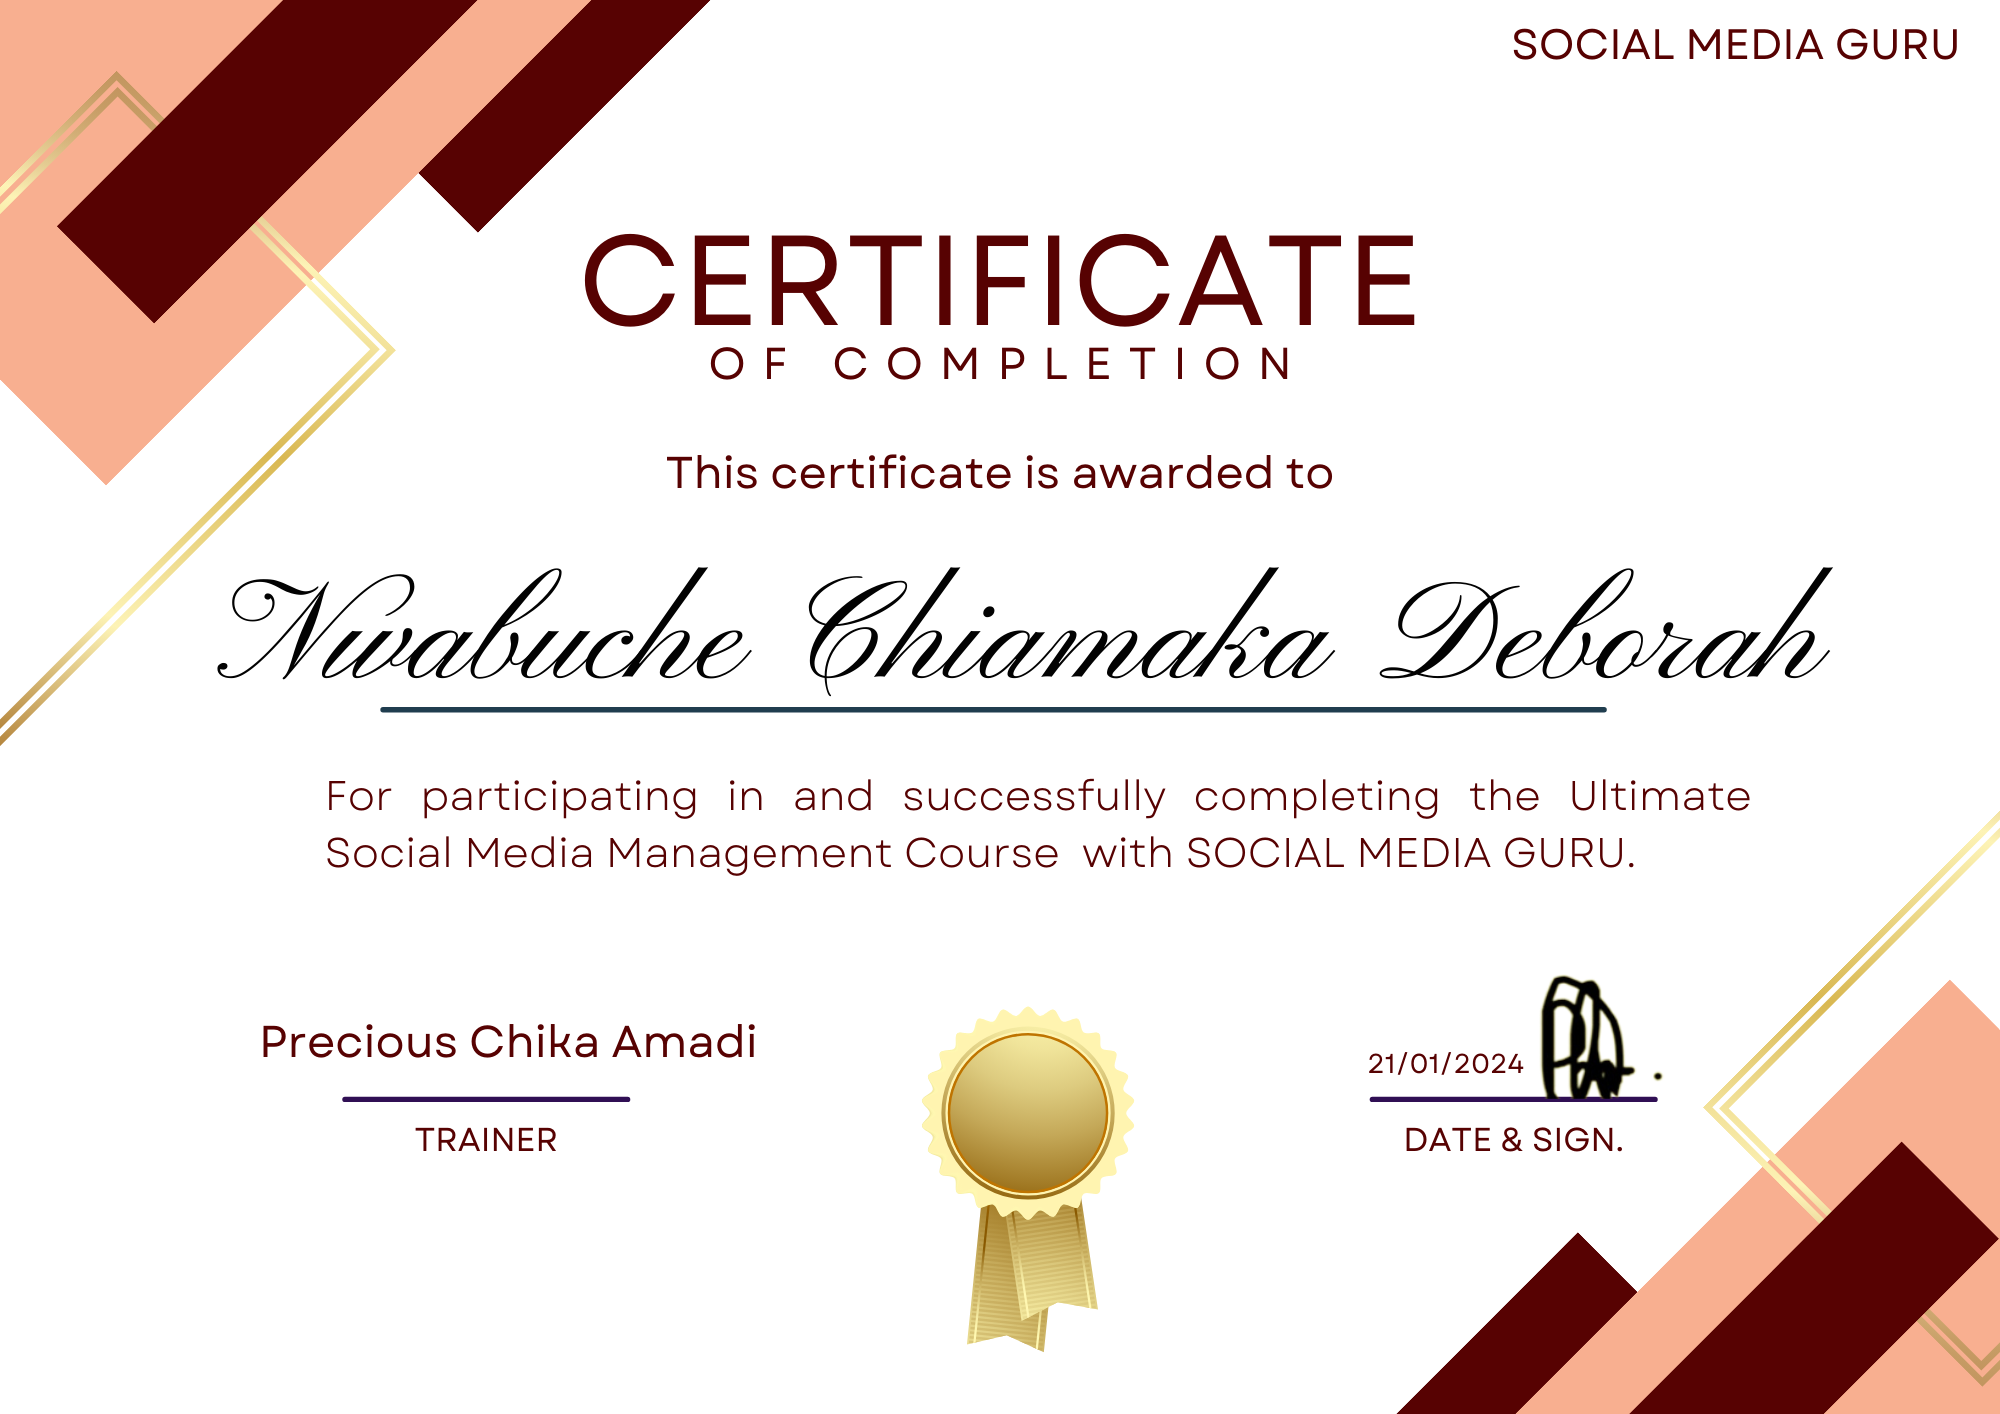 SOCIAL MEDIA GURU
CERTIFICATE
OF COMPLETION
This certificate is awarded to
Nwabuche Chiamaka Deborah
For participating in and successfully completing the Ultimate
Social Media Management Course with SOCIAL MEDIA GURU.
Precious Chika Amadi
TRAINER
21/01/2024
DATE & SIGN.